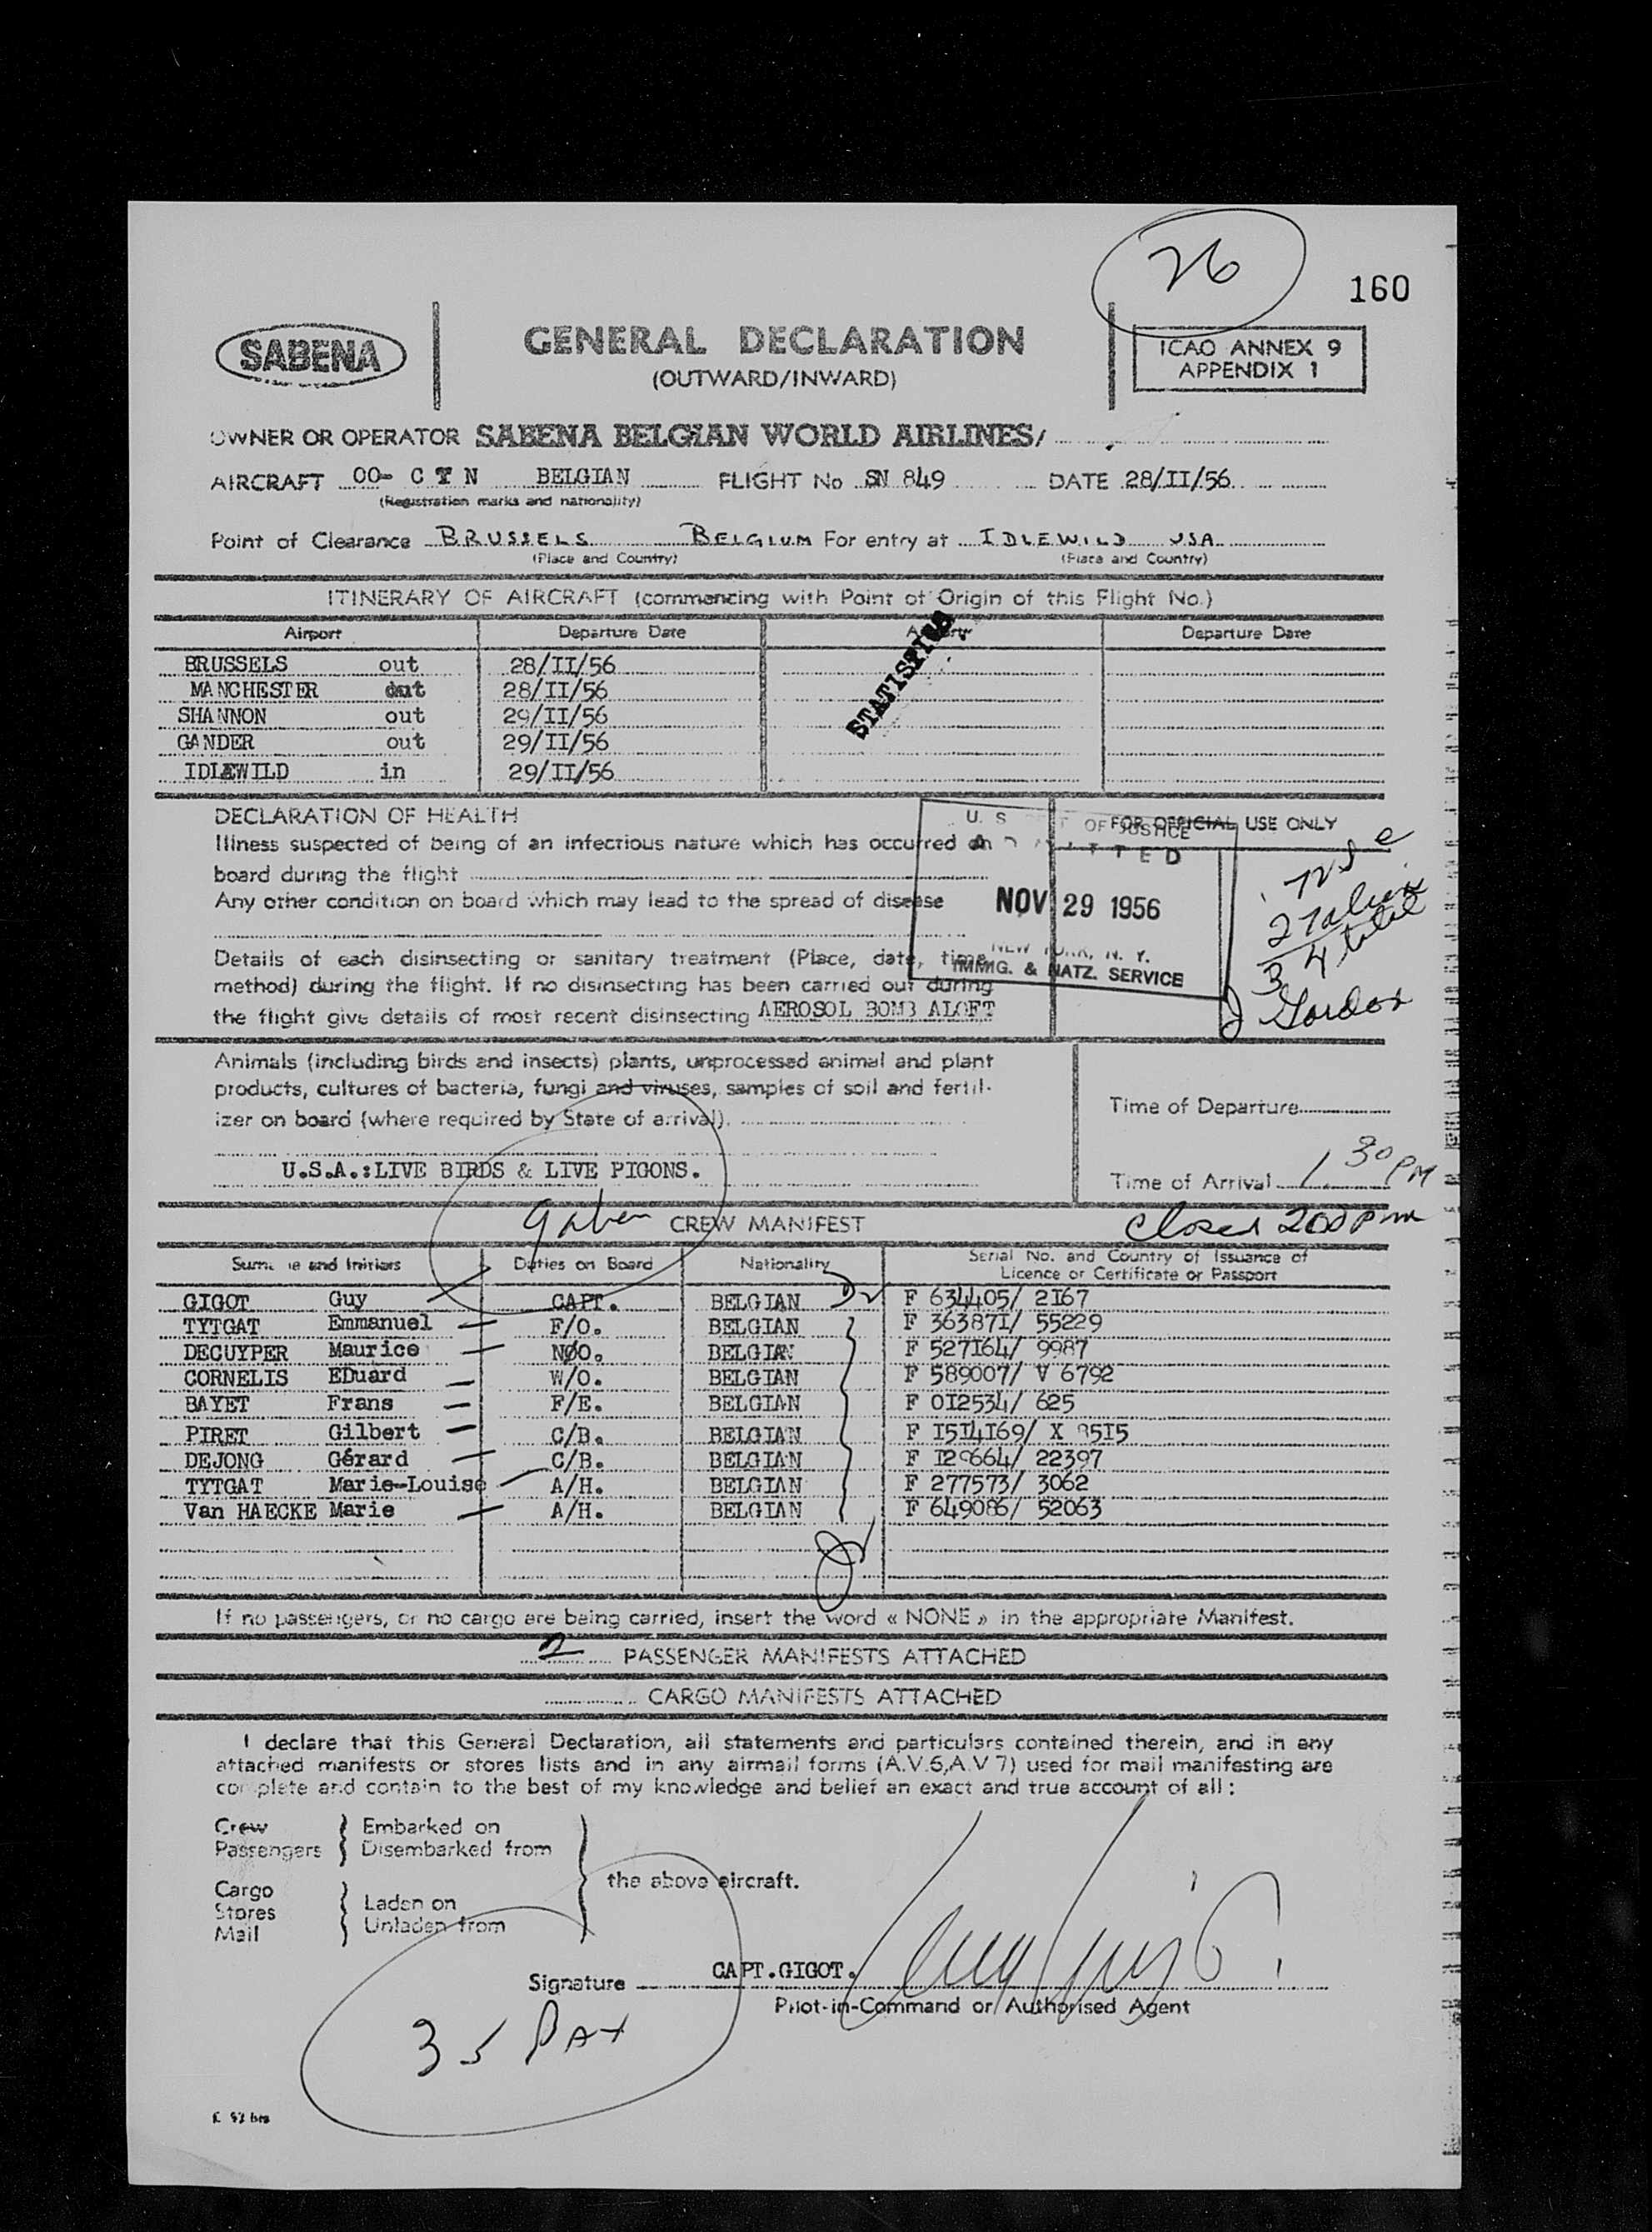 26
160
SABENA
GENERAL DECLARATION
(OUTWARD/INWARD)
ICAO ANNEX 9
APPENDIX 1
OWNER OR OPERATOR SABENA BELGIAN WORLD AIRLINES/
AIRCRAFT OO- C T N BELGIAN FLIGHT No SN 849 DATE 28/II/56
(Registration marks and nationality)
Point of Clearance BRUSSELS BELGIUM For entry at IDLEWILD USA
(Place and Country) (Place and Country)
ITINERARY OF AIRCRAFT (commencing with Point of Origin of this Flight No.)
Airport Departure Date Airport Departure Date
STATISTICS
BRUSSELS out 28/II/56
MANCHESTER out 28/II/56
SHANNON out 29/II/56
GANDER out 29/II/56
IDLEWILD in 29/II/56
DECLARATION OF HEALTH
Illness suspected of being of an infectious nature which has occurred on
board during the flight
Any other condition on board which may lead to the spread of disease
Details of each disinsecting or sanitary treatment (Place, date, time,
method) during the flight. If no disinsecting has been carried out during
the flight give details of most recent disinsecting AEROSOL BOMB ALOFT
FOR OFFICIAL USE ONLY
U. S. OF JUSTICE
ADMITTED
NOV 29 1956
NEW YORK, N. Y.
IMMIG. & NATZ. SERVICE
Gordon
Animals (including birds and insects) plants, unprocessed animal and plant
products, cultures of bacteria, fungi and viruses, samples of soil and fertil-
izer on board (where required by State of arrival).
U.S.A.:LIVE BIRDS & LIVE PIGONS.
Time of Departure
Time of Arrival 1 30 PM
Closed 200 Pm
9 CREW MANIFEST
Surname and Initials Duties on Board Nationality Serial No. and Country of Issuance of
Licence or Certificate or Passport
GIGOT Guy CAPT. BELGIAN F 634405/ 2I67
TYTGAT Emmanuel F/O. BELGIAN F 36387I/ 55229
DECUYPER Maurice NØO. BELGIAN F 527I64/ 9987
CORNELIS EDuard W/O. BELGIAN F 589007/ V 6792
BAYET Frans F/E. BELGIAN F OI2534/ 625
PIRET Gilbert C/B. BELGIAN F I5I4I69/ X 95I5
DEJONG Gérard C/B. BELGIAN F I29664/ 22397
TYTGAT Marie-Louise A/H. BELGIAN F 277573/ 3062
Van HAECKE Marie A/H. BELGIAN F 649086/ 52063
If no passengers, or no cargo are being carried, insert the word « NONE » in the appropriate Manifest.
2 PASSENGER MANIFESTS ATTACHED
CARGO MANIFESTS ATTACHED
I declare that this General Declaration, all statements and particulars contained therein, and in any
attached manifests or stores lists and in any airmail forms (A.V.6,A.V 7) used for mail manifesting are
complete and contain to the best of my knowledge and belief an exact and true account of all :
Crew
Passengers
Embarked on
Disembarked from
the above aircraft.
Cargo
Stores
Mail
Laden on
Unladen from
Signature CAPT.GIGOT.
Pilot-in-Command or Authorised Agent
35 PAX